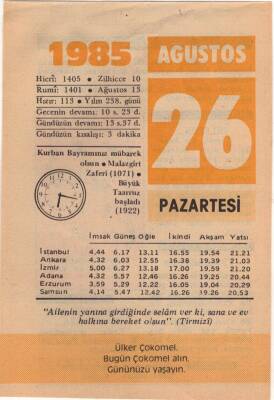 1985
AĞUSTOS
26
PAZARTESİ
Hicrî: 1405 • Zilhicce 10
Rumî: 1401 • Ağustos 13
Hızır: 113 • Yılın 238. günü
Gecenin devamı: 10 s. 23 d.
Gündüzün devamı: 13 s.37 d.
Gündüzün kısalışı: 3 dakika
Kurban Bayramınız mübarek
olsun • Malazgirt
Zaferi (1071) •
Büyük
Taarruz
başladı
(1922)
İmsak Güneş Öğle İkindi Akşam Yatsı
İstanbul 4,44 6,17 13,11 16,55 19,54 21,21
Ankara 4,32 6,03 12,55 16,38 19,39 21,03
İzmir 5,00 6,27 13,18 17,00 19,59 21,20
Adana 4,32 5,57 12,46 16,26 19,25 20,44
Erzurum 3,59 5,29 12,22 16,05 19,04 20,29
Samsun 4,14 5,47 12,42 16,26 19,26 20,53
"Ailenin yanına girdiğinde selâm ver ki, sana ve ev
halkına bereket olsun". (Tirmizî)
Ülker Çokomel.
Bugün Çokomel alın.
Gününüzü yaşayın.